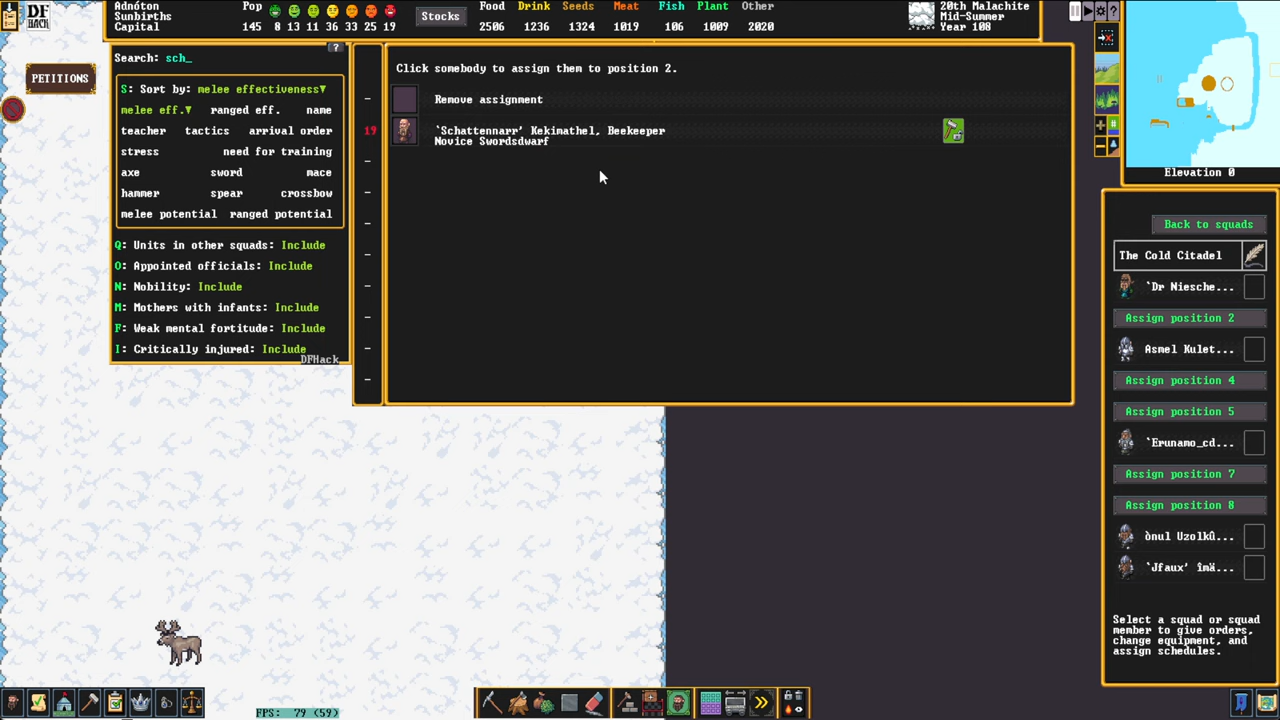 DF
HACK
Adnóton
Sunbirths
Capital
Pop
145 8 13 11 36 33 25 19
Stocks
Food Drink Seeds Meat Fish Plant Other
2506 1236 1324 1019 106 1009 2020
20th Malachite
Mid-Summer
Year 108
PETITIONS
Search: sch_
?
S: Sort by: melee effectiveness▼
melee eff.▼ ranged eff. name
teacher tactics arrival order
stress need for training
axe sword mace
hammer spear crossbow
melee potential ranged potential
Q: Units in other squads: Include
O: Appointed officials: Include
N: Nobility: Include
M: Mothers with infants: Include
F: Weak mental fortitude: Include
I: Critically injured: Include
DFHack
19
Click somebody to assign them to position 2.
Remove assignment
`Schattennarr' Kekimathel, Beekeeper
Novice Swordsdwarf
Elevation 0
Back to squads
The Cold Citadel
`Dr Niesche...
Assign position 2
Asmel Kulet...
Assign position 4
Assign position 5
`Erunamo_cd...
Assign position 7
Assign position 8
ònul Uzolkû...
`Jfaux' îmä...
Select a squad or squad
member to give orders,
change equipment, and
assign schedules.
FPS: 79 (59)